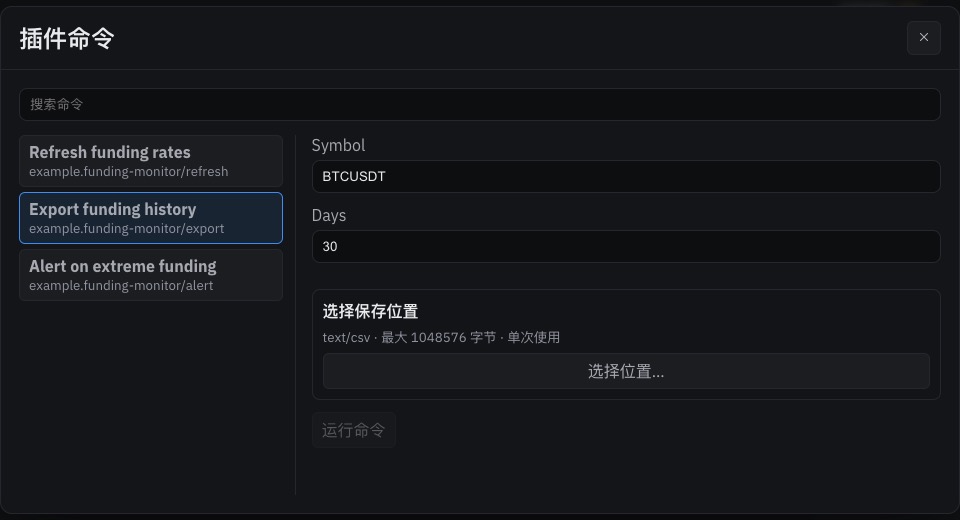 插件命令
×
搜索命令
Refresh funding rates
example.funding-monitor/refresh
Export funding history
example.funding-monitor/export
Alert on extreme funding
example.funding-monitor/alert
Symbol
BTCUSDT
Days
30
选择保存位置
text/csv · 最大 1048576 字节 · 单次使用
选择位置...
运行命令